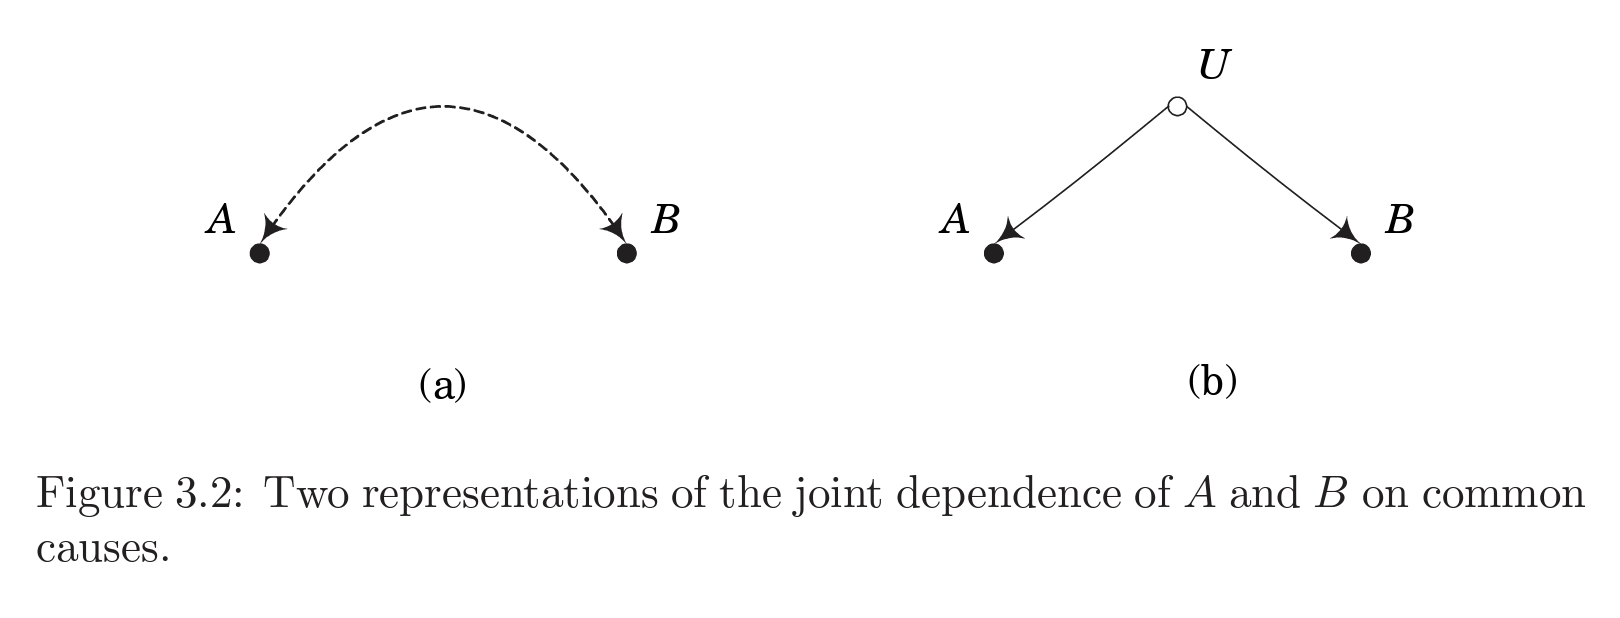 U
A B A B
(a) (b)
Figure 3.2: Two representations of the joint dependence of A and B on common
causes.